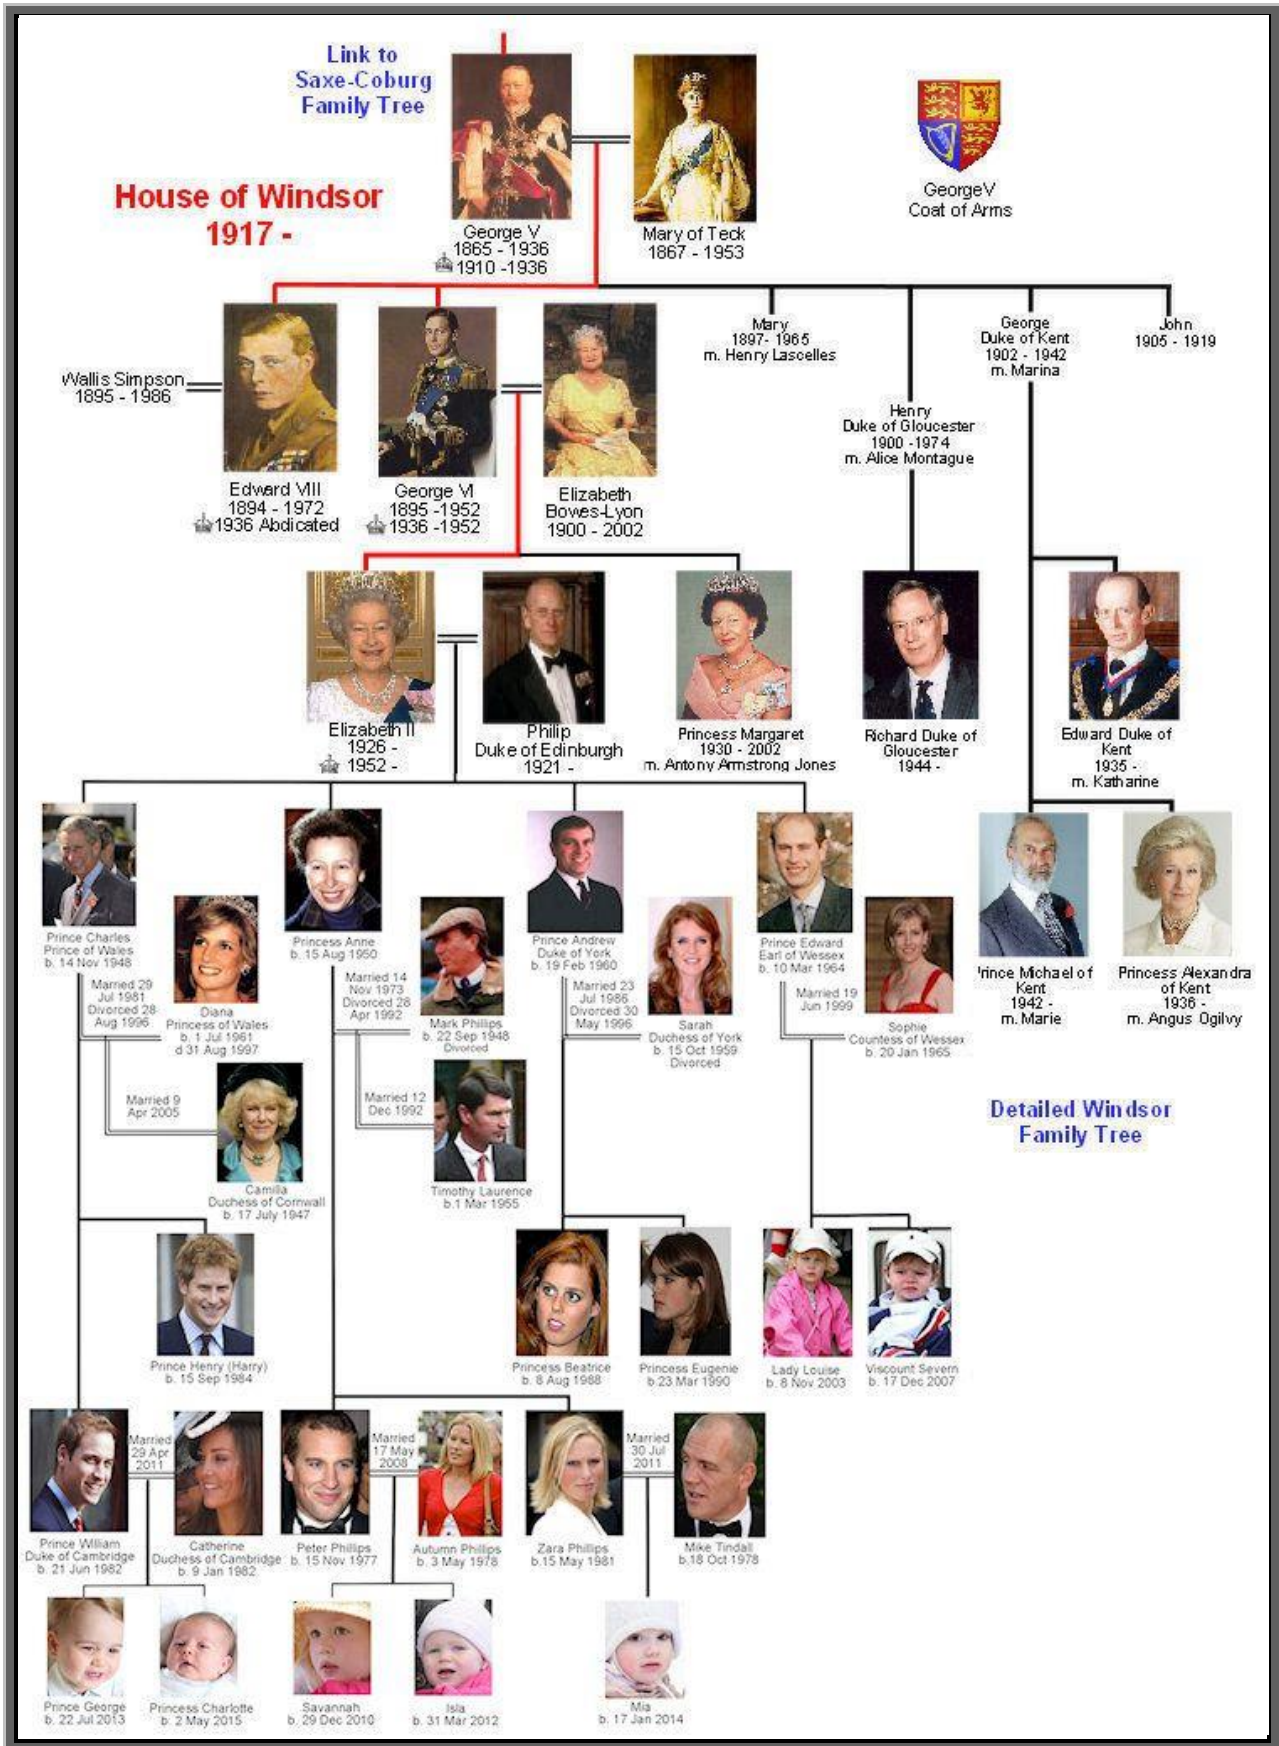 Link to
Saxe-Coburg
Family Tree
House of Windsor
1917 -
George V
1865 - 1936
1910 -1936
Mary of Teck
1867 - 1953
George V
Coat of Arms
Wallis Simpson
1895 - 1986
Edward VIII
1894 - 1972
1936 Abdicated
George VI
1895 -1952
1936 -1952
Elizabeth
Bowes-Lyon
1900 - 2002
Mary
1897- 1965
m. Henry Lascelles
Henry
Duke of Gloucester
1900 -1974
m. Alice Montague
George
Duke of Kent
1902 - 1942
m. Marina
John
1905 - 1919
Elizabeth II
1926 -
1952 -
Philip
Duke of Edinburgh
1921 -
Princess Margaret
1930 - 2002
m. Antony Armstrong Jones
Richard Duke of
Gloucester
1944 -
Edward Duke of
Kent
1935 -
m. Katharine
Prince Charles
Prince of Wales
b. 14 Nov 1948
Married 29
Jul 1981
Divorced 28
Aug 1996
Diana
Princess of Wales
b. 1 Jul 1961
d 31 Aug 1997
Married 9
Apr 2005
Camilla
Duchess of Cornwall
b. 17 July 1947
Princess Anne
b. 15 Aug 1950
Married 14
Nov 1973
Divorced 28
Apr 1992
Mark Phillips
b. 22 Sep 1948
Divorced
Married 12
Dec 1992
Timothy Laurence
b.1 Mar 1955
Prince Andrew
Duke of York
b. 19 Feb 1960
Married 23
Jul 1986
Divorced 30
May 1996
Sarah
Duchess of York
b. 15 Oct 1959
Divorced
Prince Edward
Earl of Wessex
b. 10 Mar 1964
Married 19
Jun 1999
Sophie
Countess of Wessex
b. 20 Jan 1965
rince Michael of
Kent
1942 -
m. Marie
Princess Alexandra
of Kent
1936 -
m. Angus Ogilvy
Detailed Windsor
Family Tree
Prince Henry (Harry)
b. 15 Sep 1984
Princess Beatrice
b. 8 Aug 1988
Princess Eugenie
b.23 Mar 1990
Lady Louise
b. 8 Nov 2003
Viscount Severn
b. 17 Dec 2007
Prince William
Duke of Cambridge
b. 21 Jun 1982
Married
29 Apr
2011
Catherine
Duchess of Cambridge
b. 9 Jan 1982
Peter Phillips
b. 15 Nov 1977
Married
17 May
2008
Autumn Phillips
b. 3 May 1978
Zara Phillips
b.15 May 1981
Married
30 Jul
2011
Mike Tindall
b.18 Oct 1978
Prince George
b. 22 Jul 2013
Princess Charlotte
b. 2 May 2015
Savannah
b. 29 Dec 2010
Isla
b. 31 Mar 2012
Mia
b. 17 Jan 2014